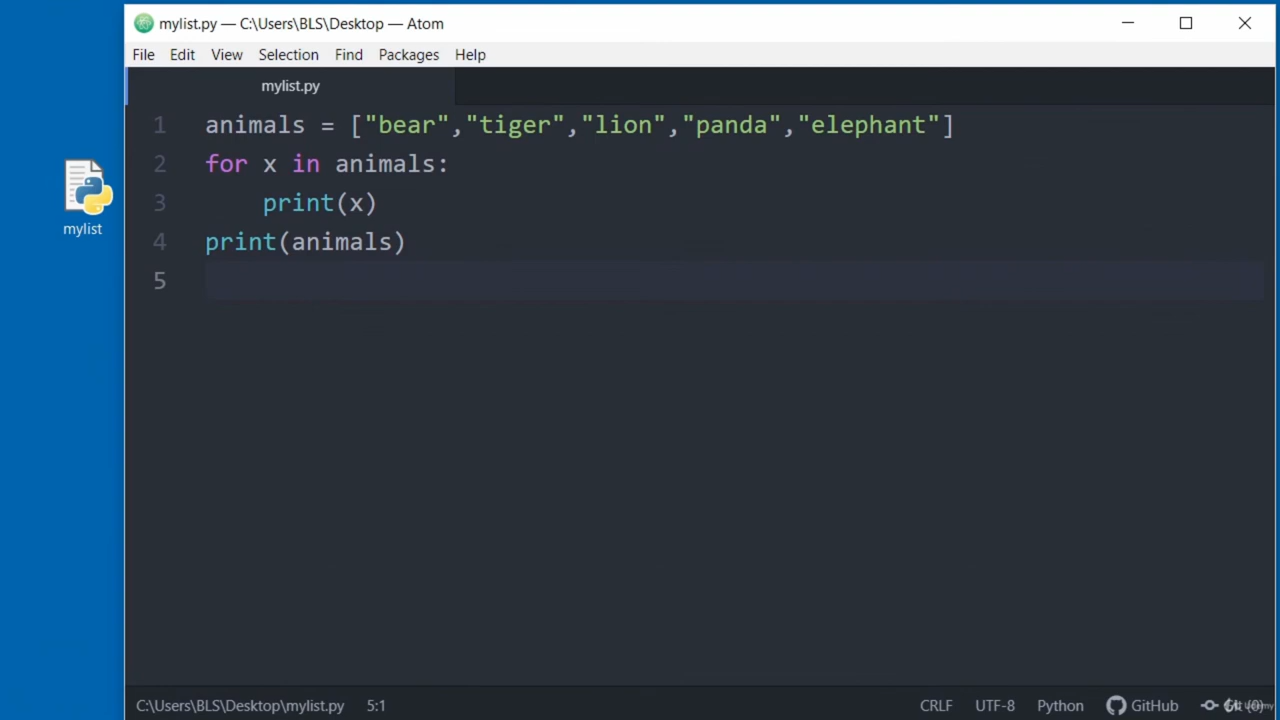 mylist.py — C:\Users\BLS\Desktop — Atom
File Edit View Selection Find Packages Help
mylist.py
1 animals = ["bear","tiger","lion","panda","elephant"]
2 for x in animals:
3     print(x)
4 print(animals)
5
mylist
C:\Users\BLS\Desktop\mylist.py 5:1 CRLF UTF-8 Python GitHub